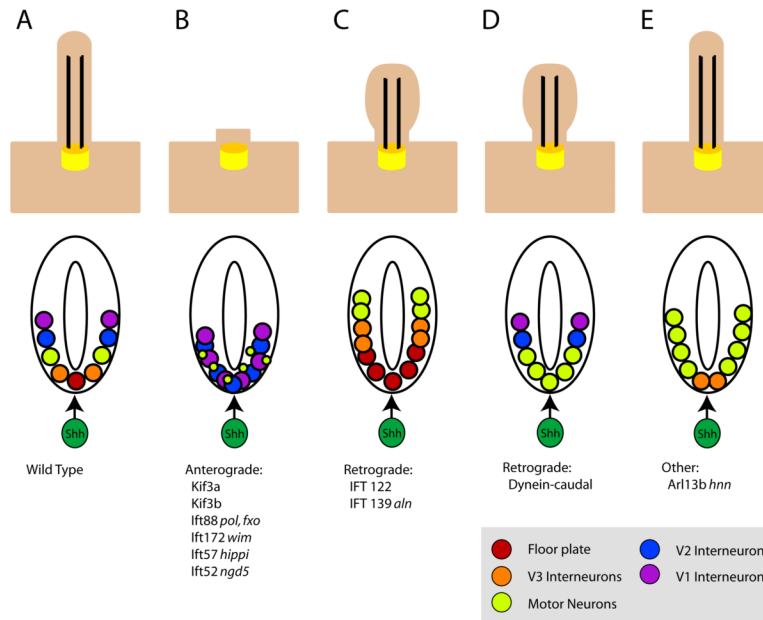 A
B
C
D
E
Shh
Shh
Shh
Shh
Shh
Wild Type
Anterograde:
Kif3a
Kif3b
Ift88 pol, fxo
Ift172 wim
Ift57 hippi
Ift52 ngd5
Retrograde:
IFT 122
IFT 139 aln
Retrograde:
Dynein-caudal
Other:
Arl13b hnn
Floor plate
V3 Interneurons
Motor Neurons
V2 Interneuron
V1 Interneuron